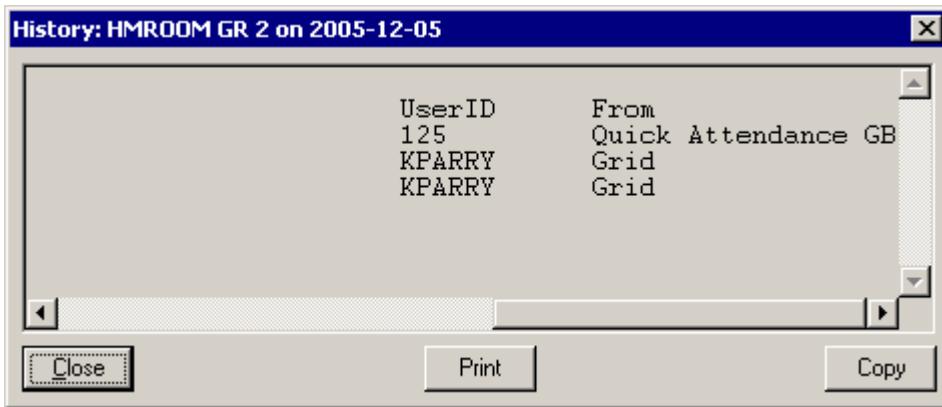 History: HMROOM GR 2 on 2005-12-05
UserID From
125 Quick Attendance GB
KPARRY Grid
KPARRY Grid
Close Print Copy